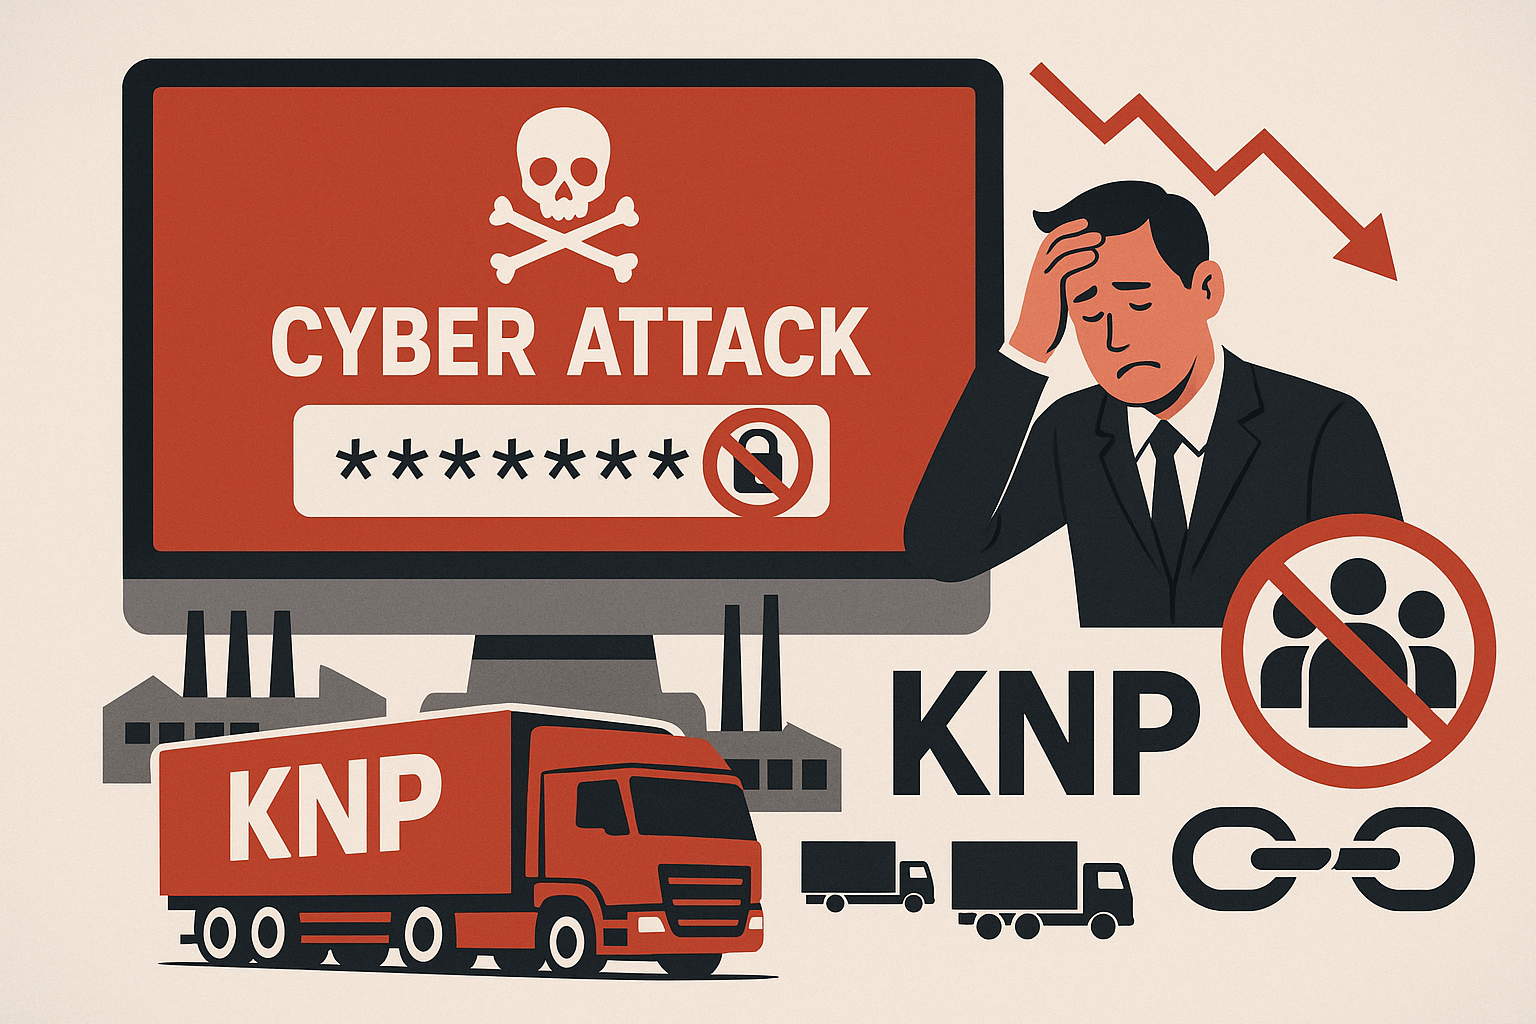 CYBER ATTACK
*******
KNP
KNP